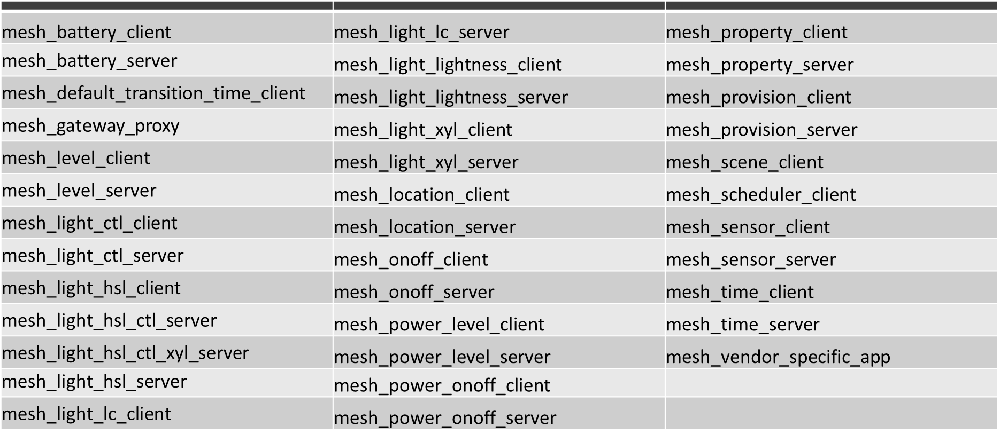 mesh_battery_client mesh_light_lc_server mesh_property_client
mesh_battery_server mesh_light_lightness_client mesh_property_server
mesh_default_transition_time_client mesh_light_lightness_server mesh_provision_client
mesh_gateway_proxy mesh_light_xyl_client mesh_provision_server
mesh_level_client mesh_light_xyl_server mesh_scene_client
mesh_level_server mesh_location_client mesh_scheduler_client
mesh_light_ctl_client mesh_location_server mesh_sensor_client
mesh_light_ctl_server mesh_onoff_client mesh_sensor_server
mesh_light_hsl_client mesh_onoff_server mesh_time_client
mesh_light_hsl_ctl_server mesh_power_level_client mesh_time_server
mesh_light_hsl_ctl_xyl_server mesh_power_level_server mesh_vendor_specific_app
mesh_light_hsl_server mesh_power_onoff_client
mesh_light_lc_client mesh_power_onoff_server